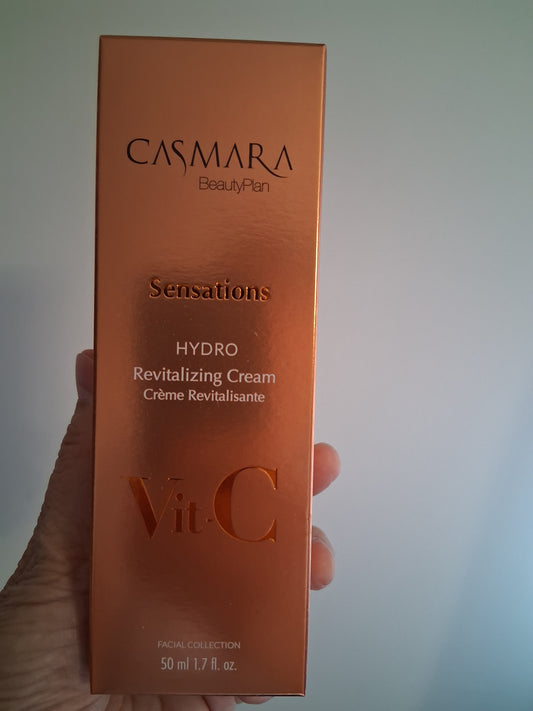 CASMARA
BeautyPlan
Sensations
HYDRO
Revitalizing Cream
Crème Revitalisante
Vit-C
FACIAL COLLECTION
50 ml 1.7 fl. oz.